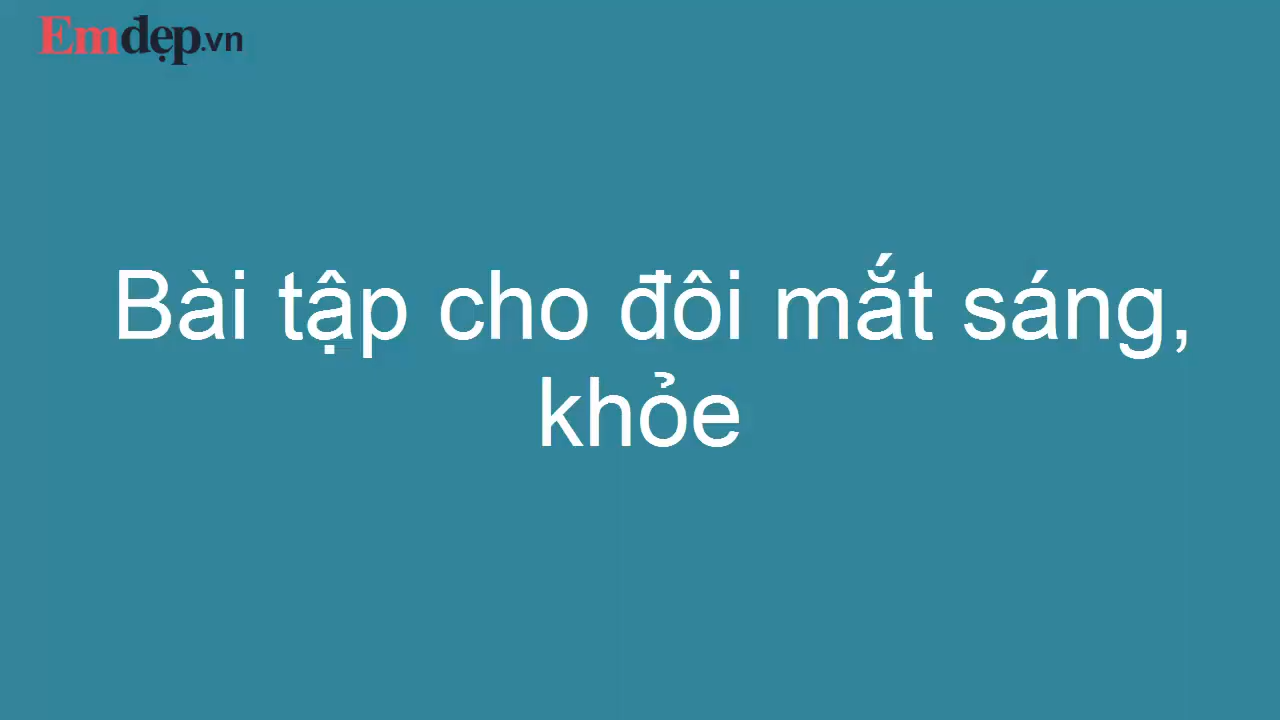 Emdẹp.vn
Bài tập cho đôi mắt sáng,
khỏe